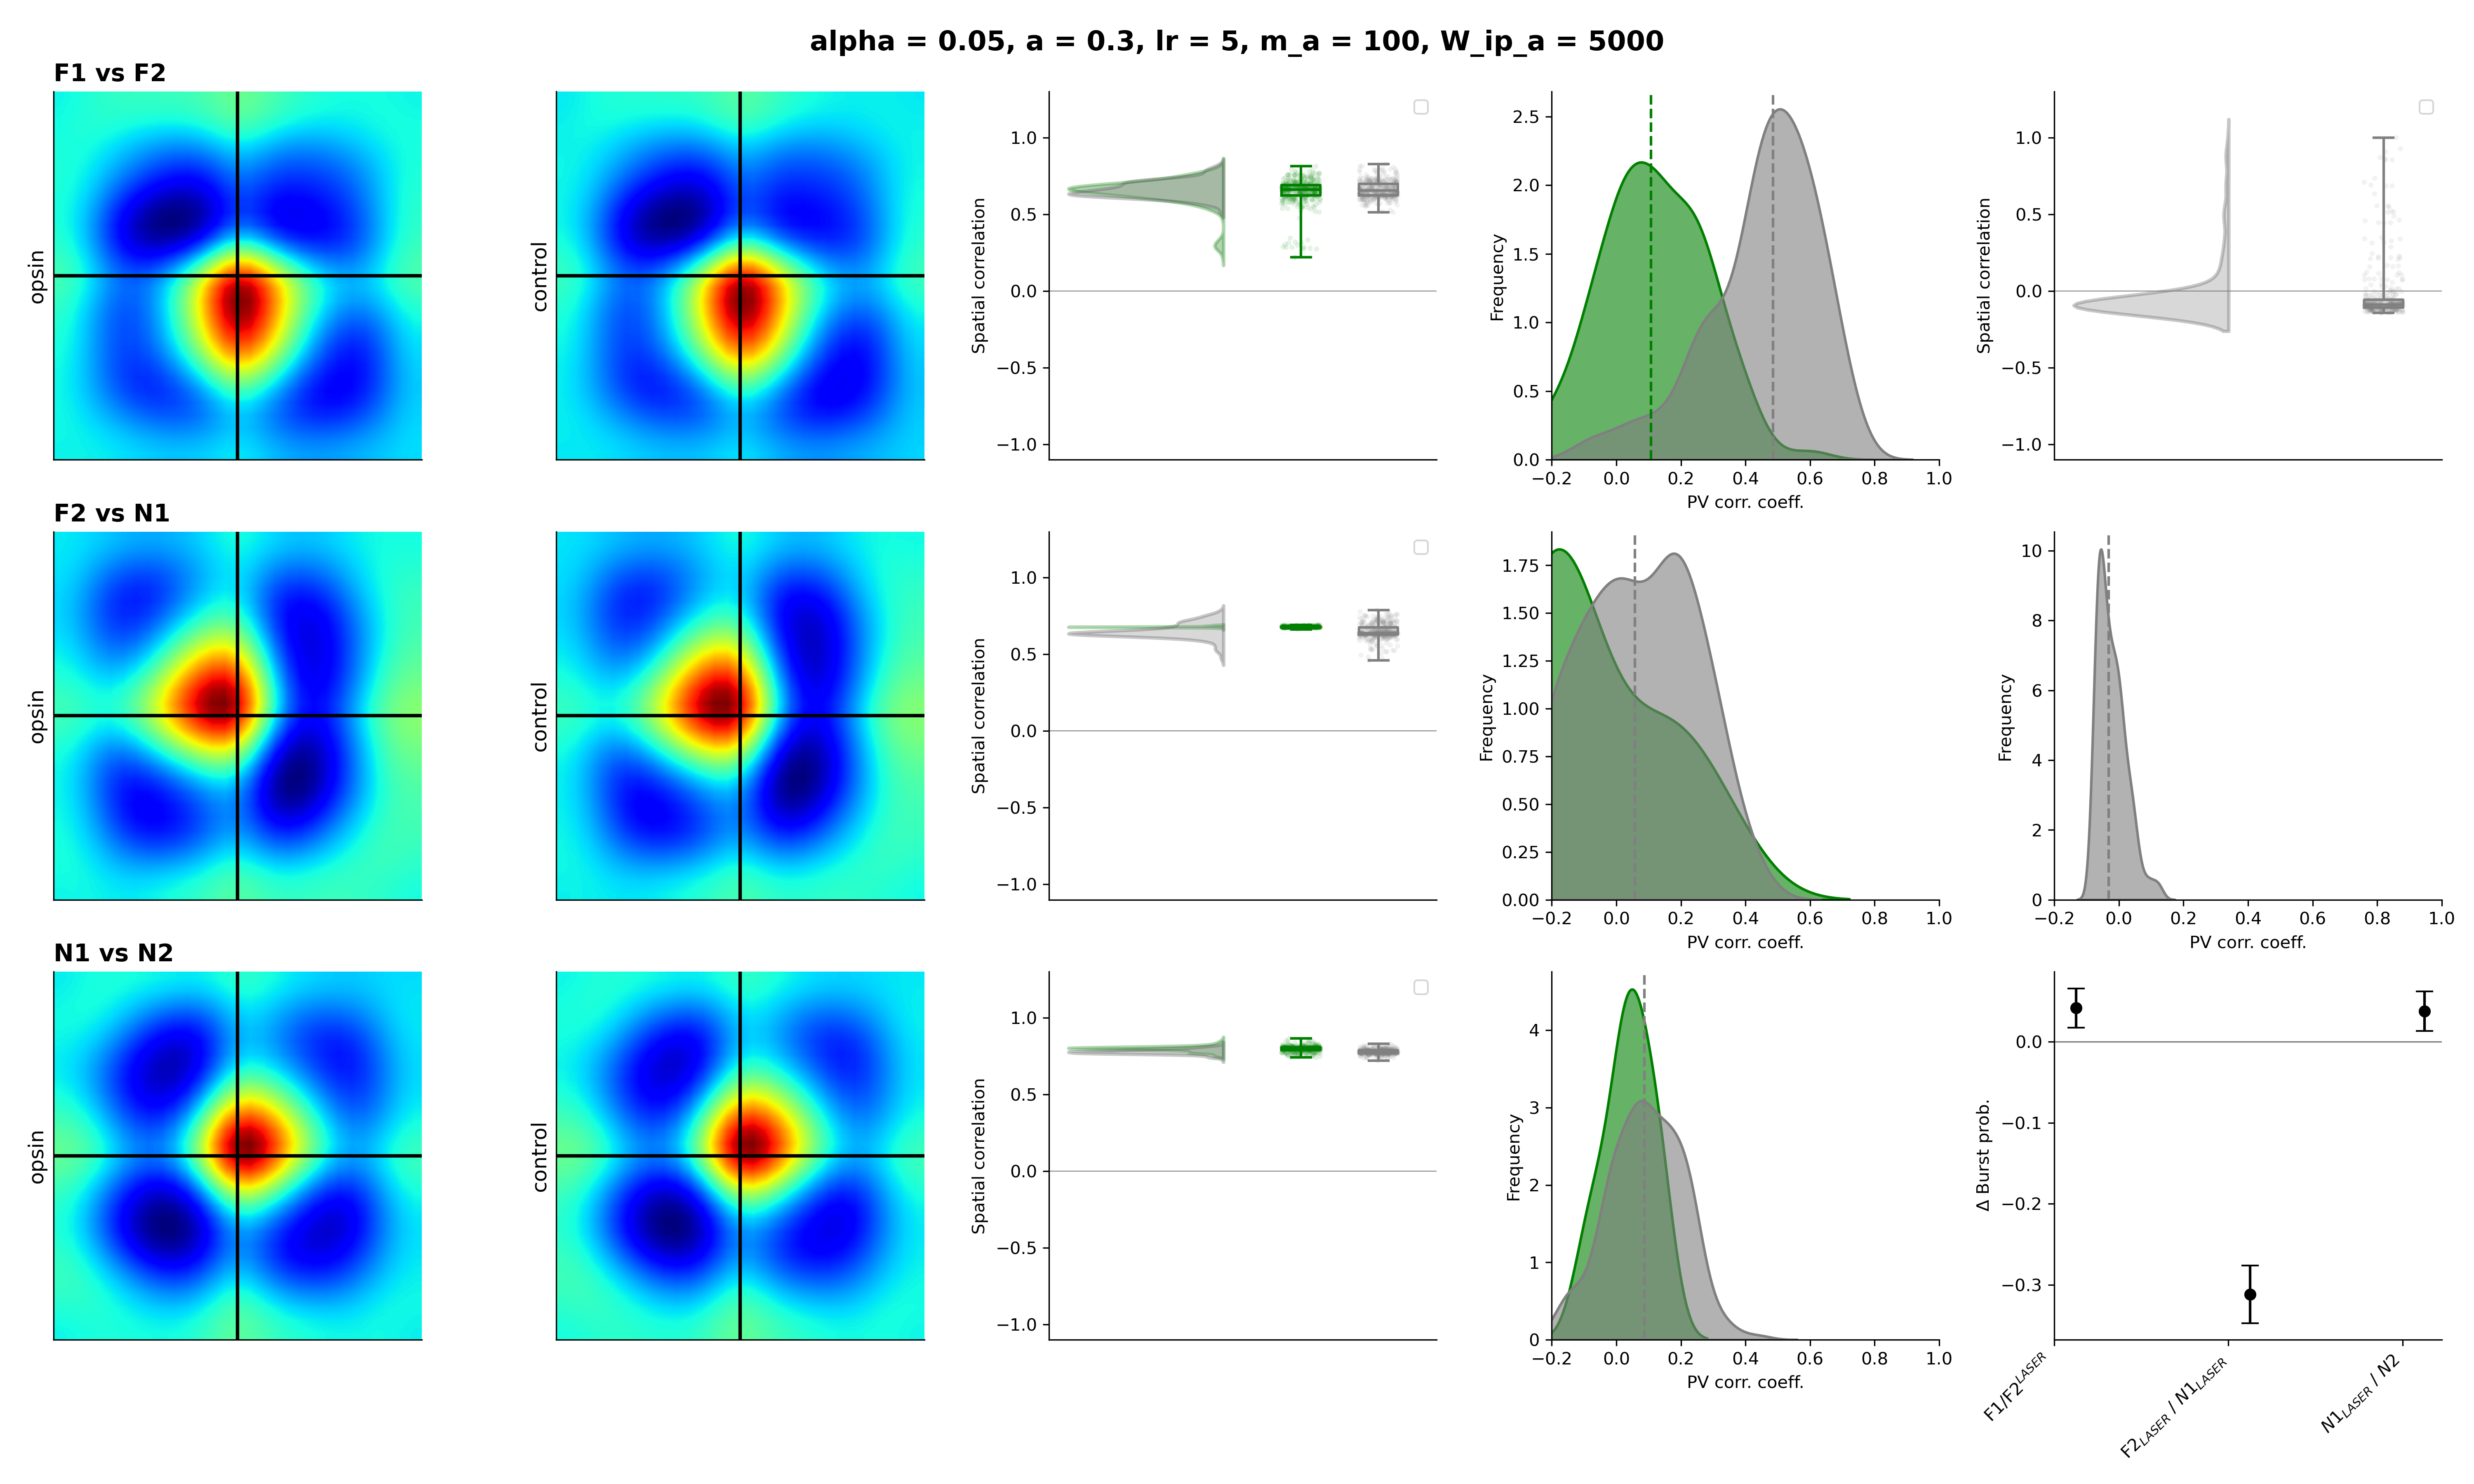 alpha = 0.05, a = 0.3, lr = 5, m_a = 100, W_ip_a = 5000
F1 vs F2
opsin
control
Spatial correlation
1.0
0.5
0.0
−0.5
−1.0
Frequency
2.5
2.0
1.5
1.0
0.5
0.0
−0.2 0.0 0.2 0.4 0.6 0.8 1.0
PV corr. coeff.
Spatial correlation
1.0
0.5
0.0
−0.5
−1.0
F2 vs N1
opsin
control
Spatial correlation
1.0
0.5
0.0
−0.5
−1.0
Frequency
1.75
1.50
1.25
1.00
0.75
0.50
0.25
0.00
−0.2 0.0 0.2 0.4 0.6 0.8 1.0
PV corr. coeff.
Frequency
10
8
6
4
2
0
−0.2 0.0 0.2 0.4 0.6 0.8 1.0
PV corr. coeff.
N1 vs N2
opsin
control
Spatial correlation
1.0
0.5
0.0
−0.5
−1.0
Frequency
4
3
2
1
0
−0.2 0.0 0.2 0.4 0.6 0.8 1.0
PV corr. coeff.
Δ Burst prob.
0.0
−0.1
−0.2
−0.3
F1/F2^LASER
F2_LASER / N1_LASER
N1_LASER / N2